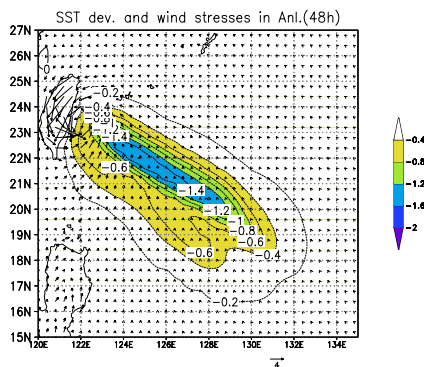 SST dev. and wind stresses in Anl.(48h)
27N
26N
25N
24N
23N
22N
21N
20N
19N
18N
17N
16N
15N
120E 122E 124E 126E 128E 130E 132E 134E
0
-0.2
-0.4
-1.4
-0.6
-1.4
-1.2
-1
-0.8
-0.6
-0.6
-0.4
-0.2
-0.4
-0.8
-1.2
-1.6
-2
4